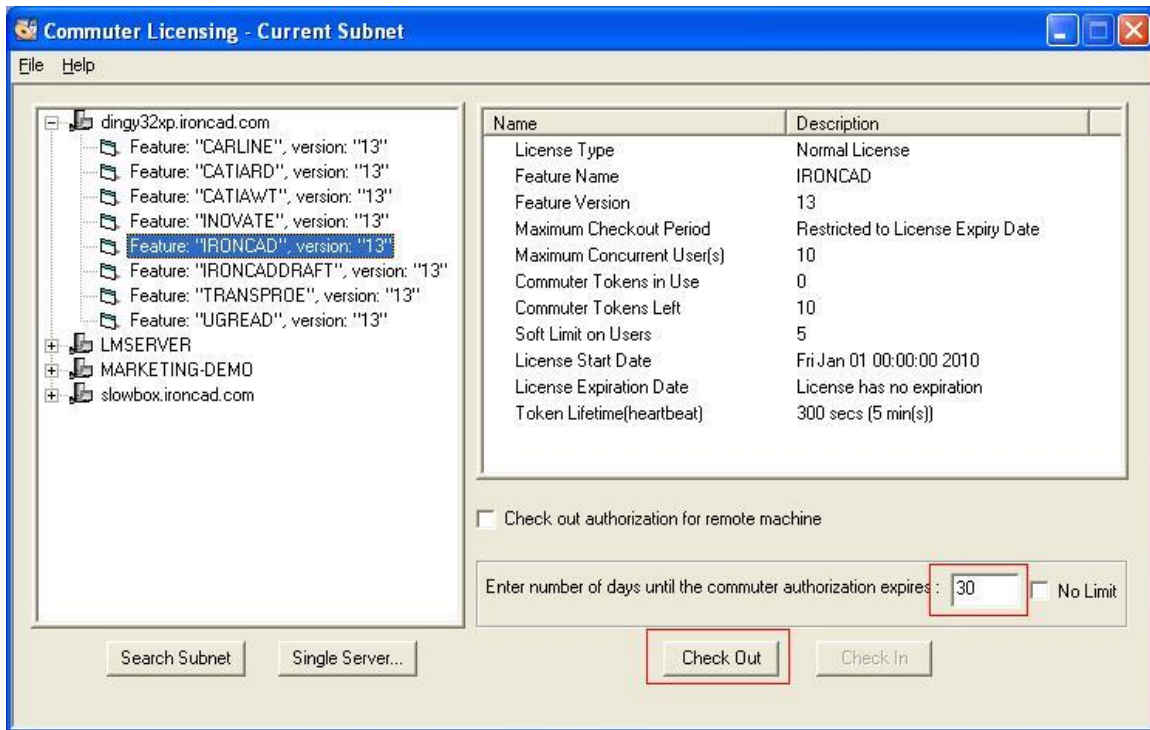 Commuter Licensing - Current Subnet
File Help
dingy32xp.ironcad.com
Feature: "CARLINE", version: "13"
Feature: "CATIARD", version: "13"
Feature: "CATIAWT", version: "13"
Feature: "INOVATE", version: "13"
Feature: "IRONCAD", version: "13"
Feature: "IRONCADDRAFT", version: "13"
Feature: "TRANSPROE", version: "13"
Feature: "UGREAD", version: "13"
LMSERVER
MARKETING-DEMO
slowbox.ironcad.com
Name Description
License Type Normal License
Feature Name IRONCAD
Feature Version 13
Maximum Checkout Period Restricted to License Expiry Date
Maximum Concurrent User(s) 10
Commuter Tokens in Use 0
Commuter Tokens Left 10
Soft Limit on Users 5
License Start Date Fri Jan 01 00:00:00 2010
License Expiration Date License has no expiration
Token Lifetime(heartbeat) 300 secs (5 min(s))
Check out authorization for remote machine
Enter number of days until the commuter authorization expires : 30 No Limit
Search Subnet Single Server... Check Out Check In